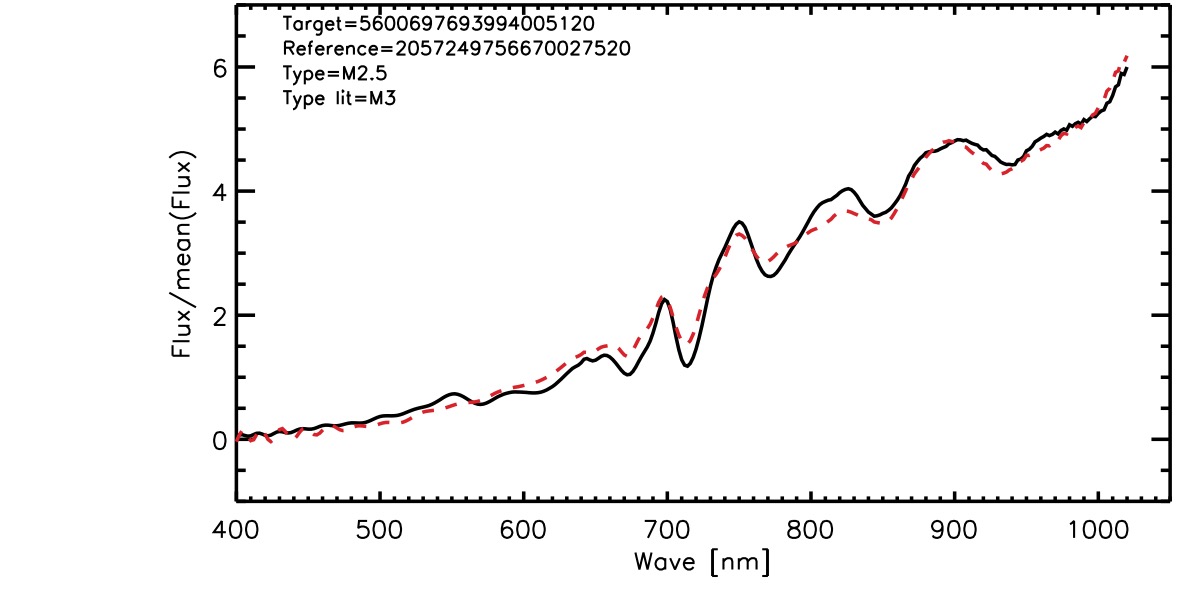 Target=5600697693994005120
Reference=2057249756670027520
Type=M2.5
Type lit=M3
Flux/mean(Flux)
6
4
2
0
400 500 600 700 800 900 1000
Wave [nm]